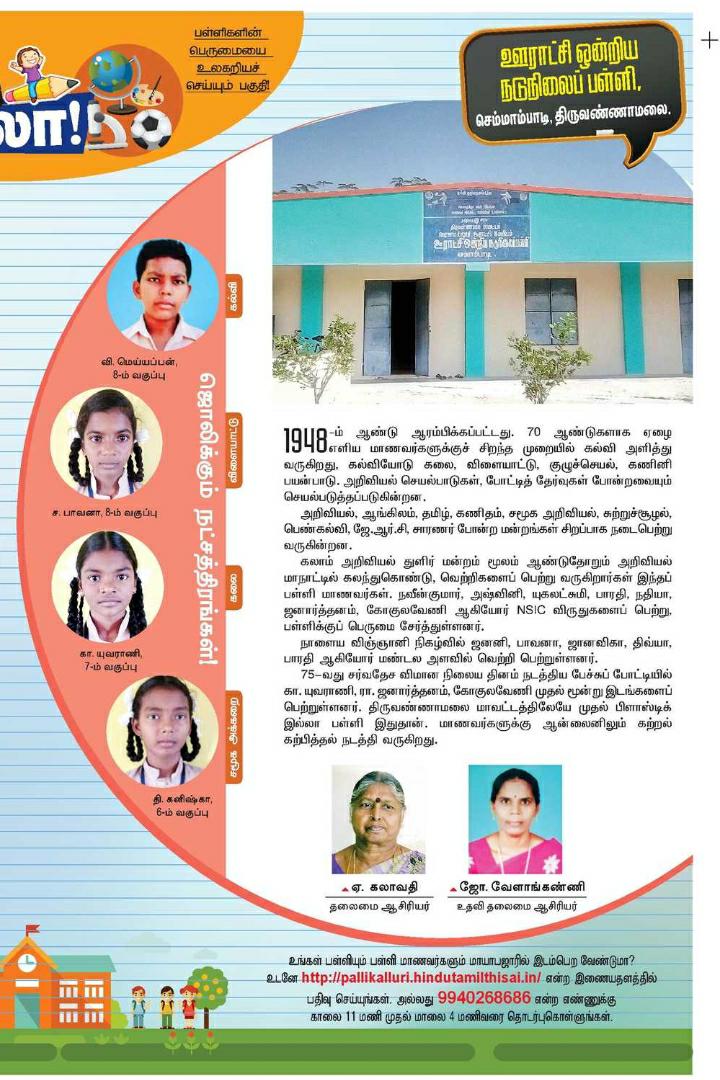 பள்ளிகளின்
பெருமையை
உலகறியச்
செய்யும் பகுதி!
லா!
ஊராட்சி ஒன்றிய
நடுநிலைப் பள்ளி,
செம்மாம்பாடி, திருவண்ணாமலை.
ஊராட்சி ஒன்றிய நடுநிலைப்பள்ளி
கல்வி
வி. மெய்யப்பன்,
8-ம் வகுப்பு
விளையாட்டு
ச. பாவனா, 8-ம் வகுப்பு
ஜொலிக்கும் நட்சத்திரங்கள்!
கலை
கா. யுவராணி,
7-ம் வகுப்பு
சமூக அக்கறை
தி. கனிஷ்கா,
6-ம் வகுப்பு
1948-ம் ஆண்டு ஆரம்பிக்கப்பட்டது. 70 ஆண்டுகளாக ஏழை
எளிய மாணவர்களுக்குச் சிறந்த முறையில் கல்வி அளித்து
வருகிறது, கல்வியோடு கலை, விளையாட்டு, குழுச்செயல், கணினி
பயன்பாடு. அறிவியல் செயல்பாடுகள், போட்டித் தேர்வுகள் போன்றவையும்
செயல்படுத்தப்படுகின்றன.
அறிவியல், ஆங்கிலம், தமிழ், கணிதம், சமூக அறிவியல், சுற்றுச்சூழல்,
பெண்கல்வி, ஜே.ஆர்.சி, சாரணர் போன்ற மன்றங்கள் சிறப்பாக நடைபெற்று
வருகின்றன.
கலாம் அறிவியல் துளிர் மன்றம் மூலம் ஆண்டுதோறும் அறிவியல்
மாநாட்டில் கலந்துகொண்டு, வெற்றிகளைப் பெற்று வருகிறார்கள் இந்தப்
பள்ளி மாணவர்கள். நவீன்குமார், அஷ்வினி, யுகலட்சுமி, பாரதி, நதியா,
ஜனார்த்தனம், கோகுலவேணி ஆகியோர் NSIC விருதுகளைப் பெற்று,
பள்ளிக்குப் பெருமை சேர்த்துள்ளனர்.
நாளைய விஞ்ஞானி நிகழ்வில் ஜனனி, பாவனா, ஜானவிகா, திவ்யா,
பாரதி ஆகியோர் மண்டல அளவில் வெற்றி பெற்றுள்ளனர்.
75-வது சர்வதேச விமான நிலைய தினம் நடத்திய பேச்சுப் போட்டியில்
கா. யுவராணி, ரா. ஜனார்த்தனம், கோகுலவேணி முதல் மூன்று இடங்களைப்
பெற்றுள்ளனர். திருவண்ணாமலை மாவட்டத்திலேயே முதல் பிளாஸ்டிக்
இல்லா பள்ளி இதுதான். மாணவர்களுக்கு ஆன்லைனிலும் கற்றல்
கற்பித்தல் நடத்தி வருகிறது.
ஏ. கலாவதி
தலைமை ஆசிரியர்
ஜோ. வேளாங்கண்ணி
உதவி தலைமை ஆசிரியர்
உங்கள் பள்ளியும் பள்ளி மாணவர்களும் மாயாபஜாரில் இடம்பெற வேண்டுமா?
உடனே http://pallikalluri.hindutamilthisai.in/ என்ற இணையதளத்தில்
பதிவு செய்யுங்கள். அல்லது 9940268686 என்ற எண்ணுக்கு
காலை 11 மணி முதல் மாலை 4 மணிவரை தொடர்புகொள்ளுங்கள்.